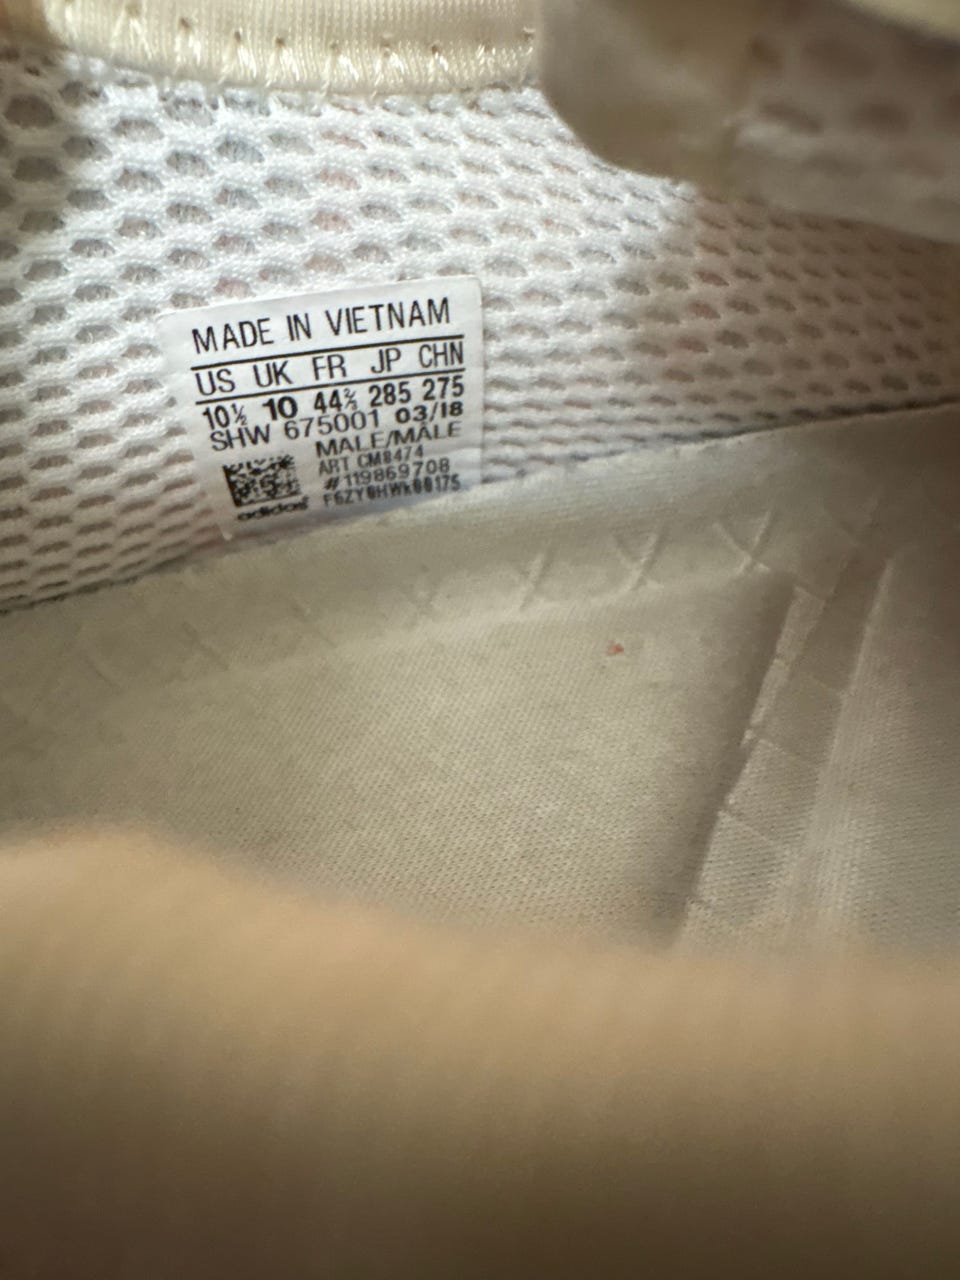 MADE IN VIETNAM
US UK FR JP CHN
10½ 10 44⅔ 285 275
SHW 675001 03/18
MALE/MÂLE
ART CM8474
#119869708
adidas